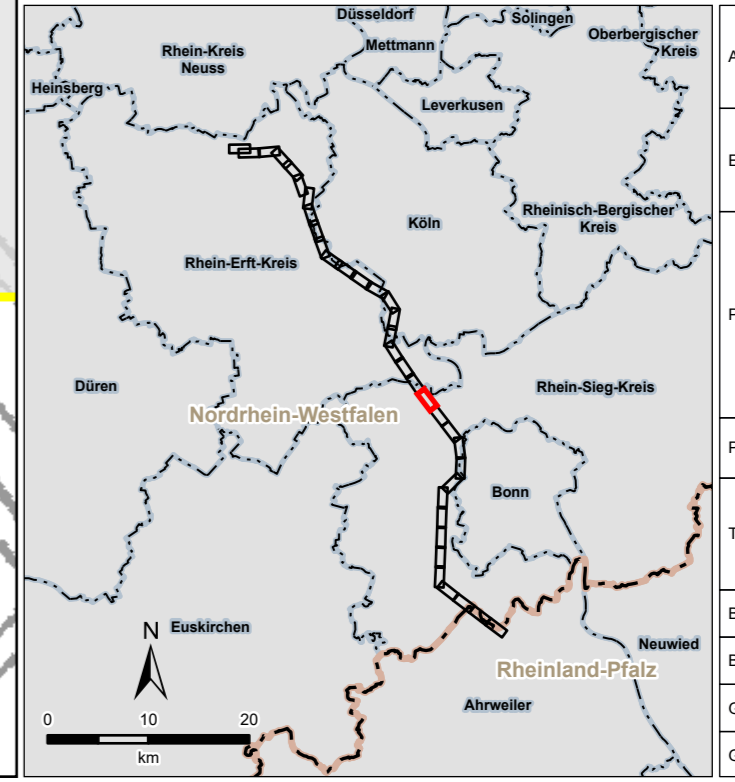 Düsseldorf
Solingen
Mettmann
Oberbergischer
Kreis
Rhein-Kreis
Neuss
Heinsberg
Leverkusen
Rheinisch-Bergischer
Kreis
Köln
Rhein-Erft-Kreis
Düren
Rhein-Sieg-Kreis
Nordrhein-Westfalen
Bonn
N
Euskirchen
Neuwied
Rheinland-Pfalz
Ahrweiler
0 10 20
km